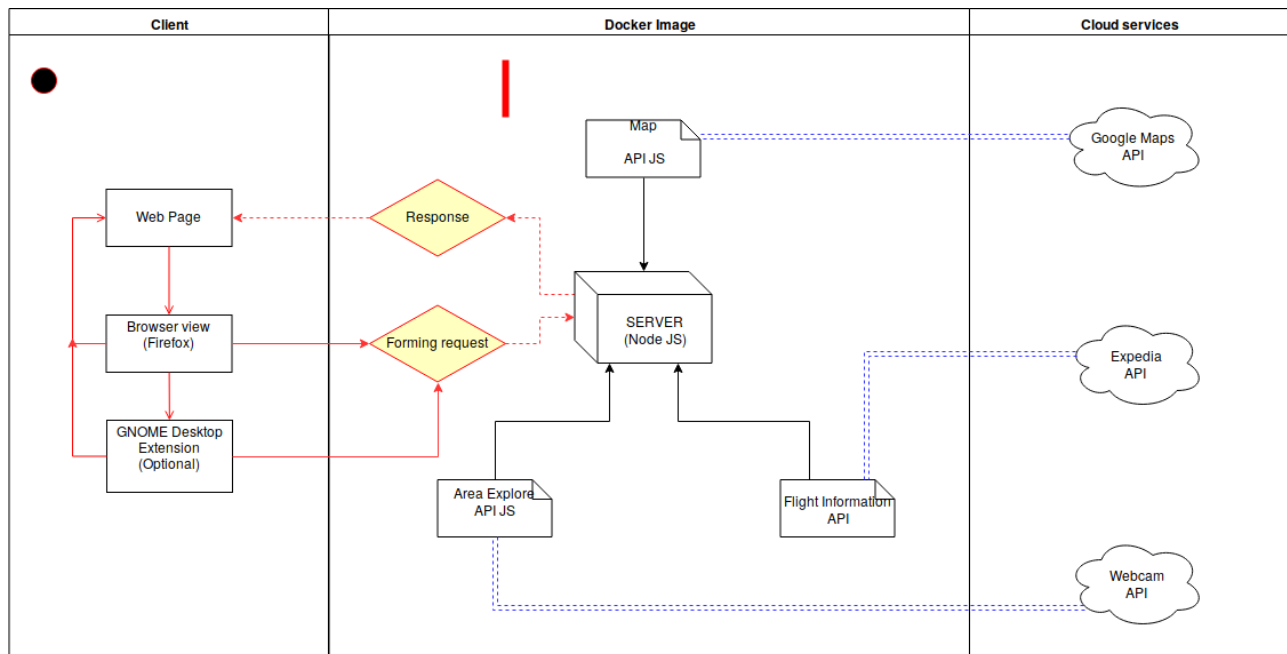 Client
Docker Image
Cloud services
Map
API JS
Google Maps
API
Web Page
Response
SERVER
(Node JS)
Browser view
(Firefox)
Forming request
Expedia
API
GNOME Desktop
Extension
(Optional)
Area Explore
API JS
Flight Information
API
Webcam
API